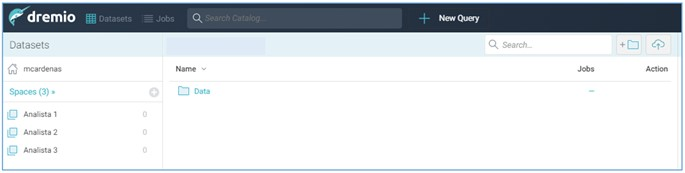 dremio Datasets Jobs Search Catalog... New Query
Datasets Search...
mcardenas Name Jobs Action
Spaces (3) Data
Analista 1 0
Analista 2 0
Analista 3 0